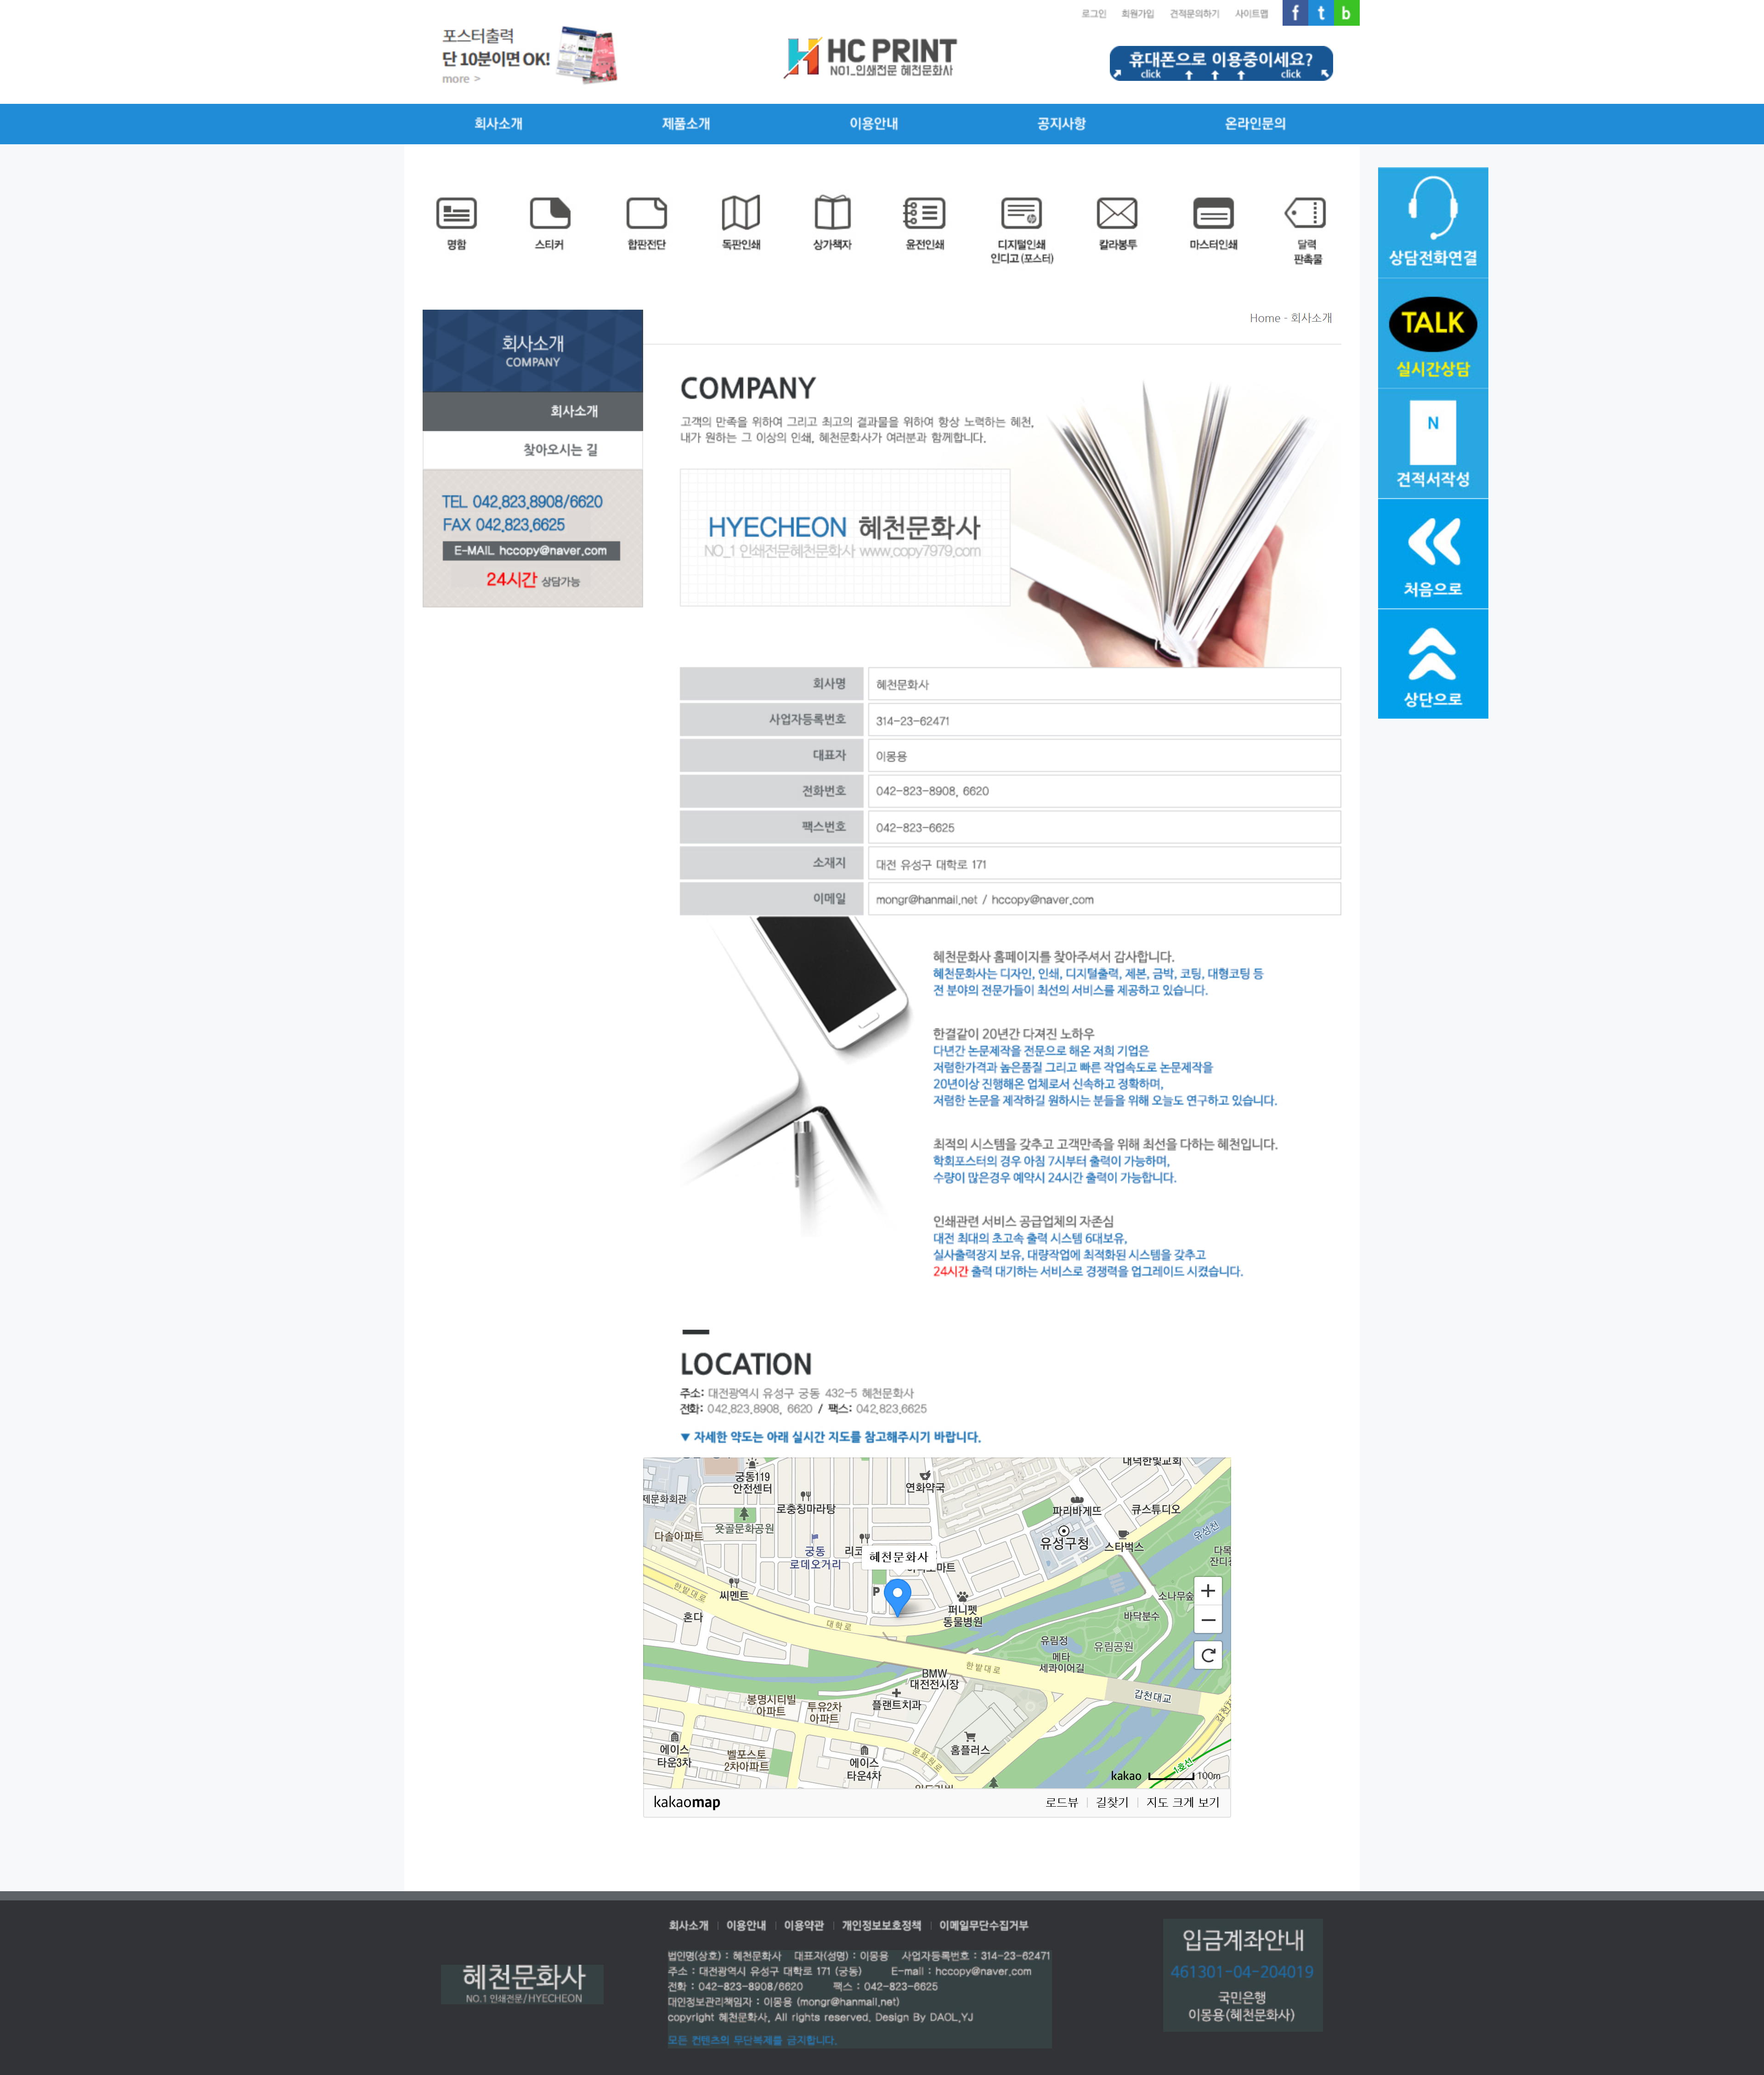 로그인 회원가입 견적문의하기 사이트맵 f t b
포스터출력
단 10분이면 OK!
more >
HC PRINT
NO1_인쇄전문 혜천문화사
휴대폰으로 이용중이세요?
click click
회사소개 제품소개 이용안내 공지사항 온라인문의
명함 스티커 합판전단 독판인쇄 상가책자 윤전인쇄 디지털인쇄 칼라봉투 마스터인쇄 달력
인디고 (포스터) 판촉물
상담전화연결
TALK
실시간상담
N
견적서작성
처음으로
상단으로
Home - 회사소개
회사소개
COMPANY
회사소개
찾아오시는 길
TEL 042.823.8908/6620
FAX 042.823.6625
E-MAIL hccopy@naver.com
24시간 상담가능
COMPANY
고객의 만족을 위하여 그리고 최고의 결과물을 위하여 항상 노력하는 혜천,
내가 원하는 그 이상의 인쇄, 혜천문화사가 여러분과 함께합니다.
HYECHEON 혜천문화사
NO_1 인쇄전문혜천문화사 www.copy7979.com
회사명 혜천문화사
사업자등록번호 314-23-62471
대표자 이몽용
전화번호 042-823-8908, 6620
팩스번호 042-823-6625
소재지 대전 유성구 대학로 171
이메일 mongr@hanmail.net / hccopy@naver.com
혜천문화사 홈페이지를 찾아주셔서 감사합니다.
혜천문화사는 디자인, 인쇄, 디지털출력, 제본, 금박, 코팅, 대형코팅 등
전 분야의 전문가들이 최선의 서비스를 제공하고 있습니다.
한결같이 20년간 다져진 노하우
다년간 논문제작을 전문으로 해온 저희 기업은
저렴한가격과 높은품질 그리고 빠른 작업속도로 논문제작을
20년이상 진행해온 업체로서 신속하고 정확하며,
저렴한 논문을 제작하길 원하시는 분들을 위해 오늘도 연구하고 있습니다.
최적의 시스템을 갖추고 고객만족을 위해 최선을 다하는 혜천입니다.
학회포스터의 경우 아침 7시부터 출력이 가능하며,
수량이 많은경우 예약시 24시간 출력이 가능합니다.
인쇄관련 서비스 공급업체의 자존심
대전 최대의 초고속 출력 시스템 6대보유,
실사출력장지 보유, 대량작업에 최적화된 시스템을 갖추고
24시간 출력 대기하는 서비스로 경쟁력을 업그레이드 시켰습니다.
LOCATION
주소: 대전광역시 유성구 궁동 432-5 혜천문화사
전화: 042.823.8908, 6620 / 팩스: 042.823.6625
▼ 자세한 약도는 아래 실시간 지도를 참고해주시기 바랍니다.
대덕한빛교회
궁동119
안전센터
연화약국
제문화회관
로충칭마라탕
파리바게뜨 큐스튜디오
욧골문화공원
다솔아파트
유성천
궁동
로데오거리
리코
유성구청
스타벅스
다목
잔디
혜천문화사
마트
씨멘트
한밭대로
P
퍼니펫
동물병원
소나무숲
혼다
대학로
바닥분수
유림정
유림공원
메타
세콰이어길
한밭대로
BMW
대전전시장
갑천대교
봉명시티빌
아파트
투유2차
아파트
플랜트치과
갑천
에이스
타운3차
벨포스토
2차아파트
에이스
타운4차
문화원로
홈플러스
1호선
kakao 100m
kakaomap 로드뷰 | 길찾기 | 지도 크게 보기
회사소개 | 이용안내 | 이용약관 | 개인정보보호정책 | 이메일무단수집거부
혜천문화사
NO.1 인쇄전문/HYECHEON
법인명(상호) : 혜천문화사 대표자(성명) : 이몽용 사업자등록번호 : 314-23-62471
주소 : 대전광역시 유성구 대학로 171 (궁동) E-mail : hccopy@naver.com
전화 : 042-823-8908/6620 팩스 : 042-823-6625
대인정보관리책임자 : 이몽용 (mongr@hanmail.net)
copyright 혜천문화사, All rights reserved. Design By DAOL.YJ
모든 컨텐츠의 무단복제를 금지합니다.
입금계좌안내
461301-04-204019
국민은행
이몽용(혜천문화사)